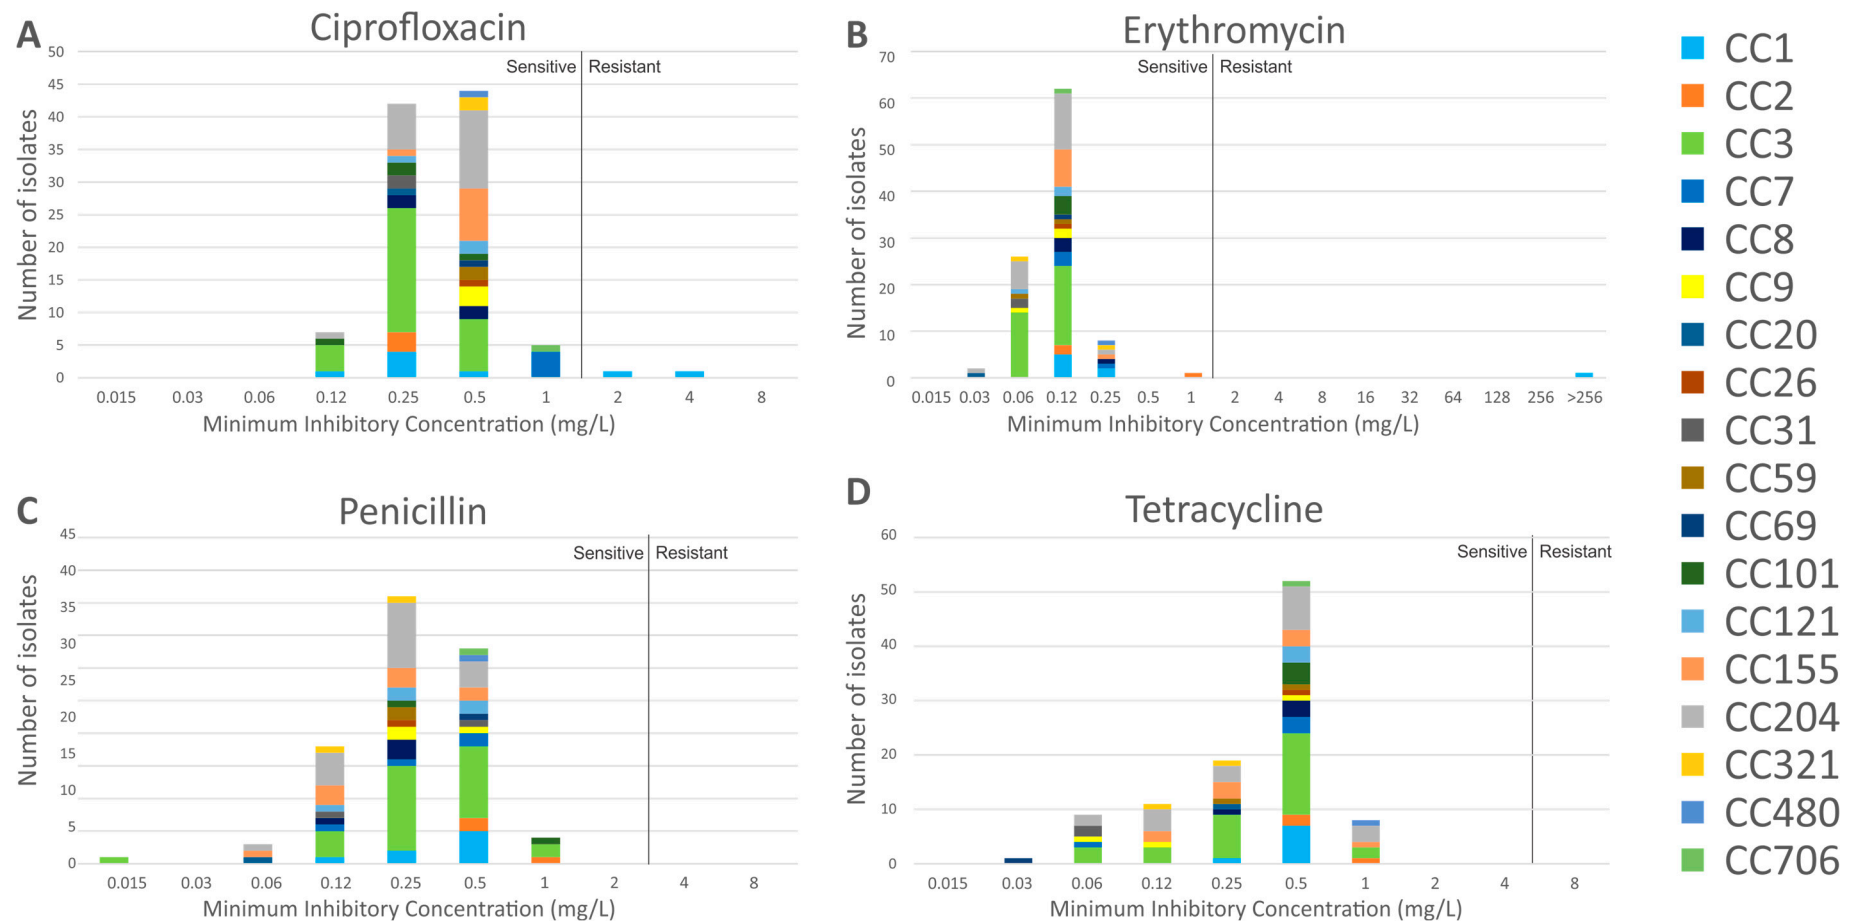 A Ciprofloxacin
Number of isolates
50
45
40
35
30
25
20
15
10
5
0
Sensitive Resistant
0.015 0.03 0.06 0.12 0.25 0.5 1 2 4 8
Minimum Inhibitory Concentration (mg/L)
B Erythromycin
Number of isolates
70
60
50
40
30
20
10
0
Sensitive Resistant
0.015 0.03 0.06 0.12 0.25 0.5 1 2 4 8 16 32 64 128 256 >256
Minimum Inhibitory Concentration (mg/L)
C Penicillin
Number of isolates
45
40
35
30
25
20
15
10
5
0
Sensitive Resistant
0.015 0.03 0.06 0.12 0.25 0.5 1 2 4 8
Minimum Inhibitory Concentration (mg/L)
D Tetracycline
Number of isolates
60
50
40
30
20
10
0
Sensitive Resistant
0.015 0.03 0.06 0.12 0.25 0.5 1 2 4 8
Minimum Inhibitory Concentration (mg/L)
CC1
CC2
CC3
CC7
CC8
CC9
CC20
CC26
CC31
CC59
CC69
CC101
CC121
CC155
CC204
CC321
CC480
CC706